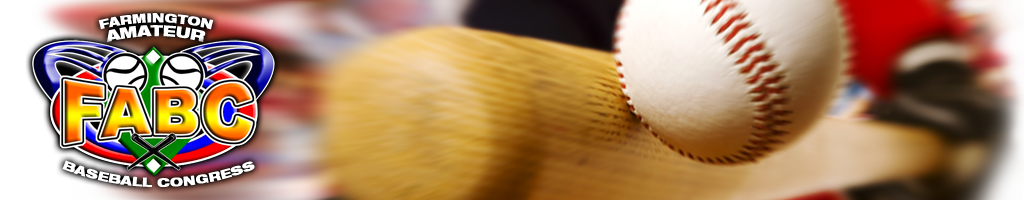 FARMINGTON
AMATEUR
FABC
BASEBALL CONGRESS